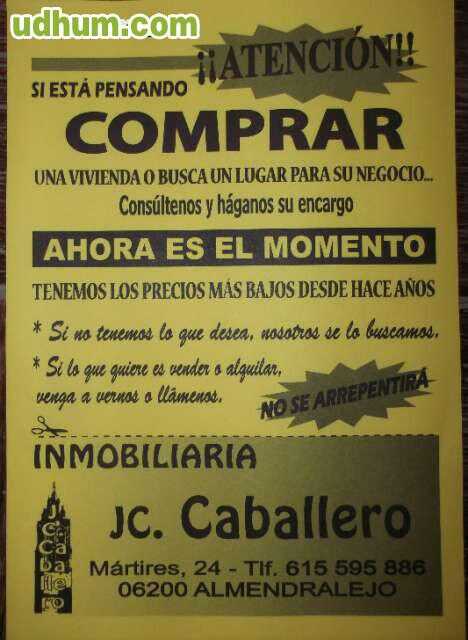 udhum.com
¡¡ATENCIÓN!!
SI ESTÁ PENSANDO
COMPRAR
UNA VIVIENDA O BUSCA UN LUGAR PARA SU NEGOCIO...
Consúltenos y háganos su encargo
AHORA ES EL MOMENTO
TENEMOS LOS PRECIOS MÁS BAJOS DESDE HACE AÑOS
* Si no tenemos lo que desea, nosotros se lo buscamos.
* Si lo que quiere es vender o alquilar,
venga a vernos o llámenos.
NO SE ARREPENTIRÁ
INMOBILIARIA
JC. Caballero
JC Caballero
Mártires, 24 - Tlf. 615 595 886
06200 ALMENDRALEJO